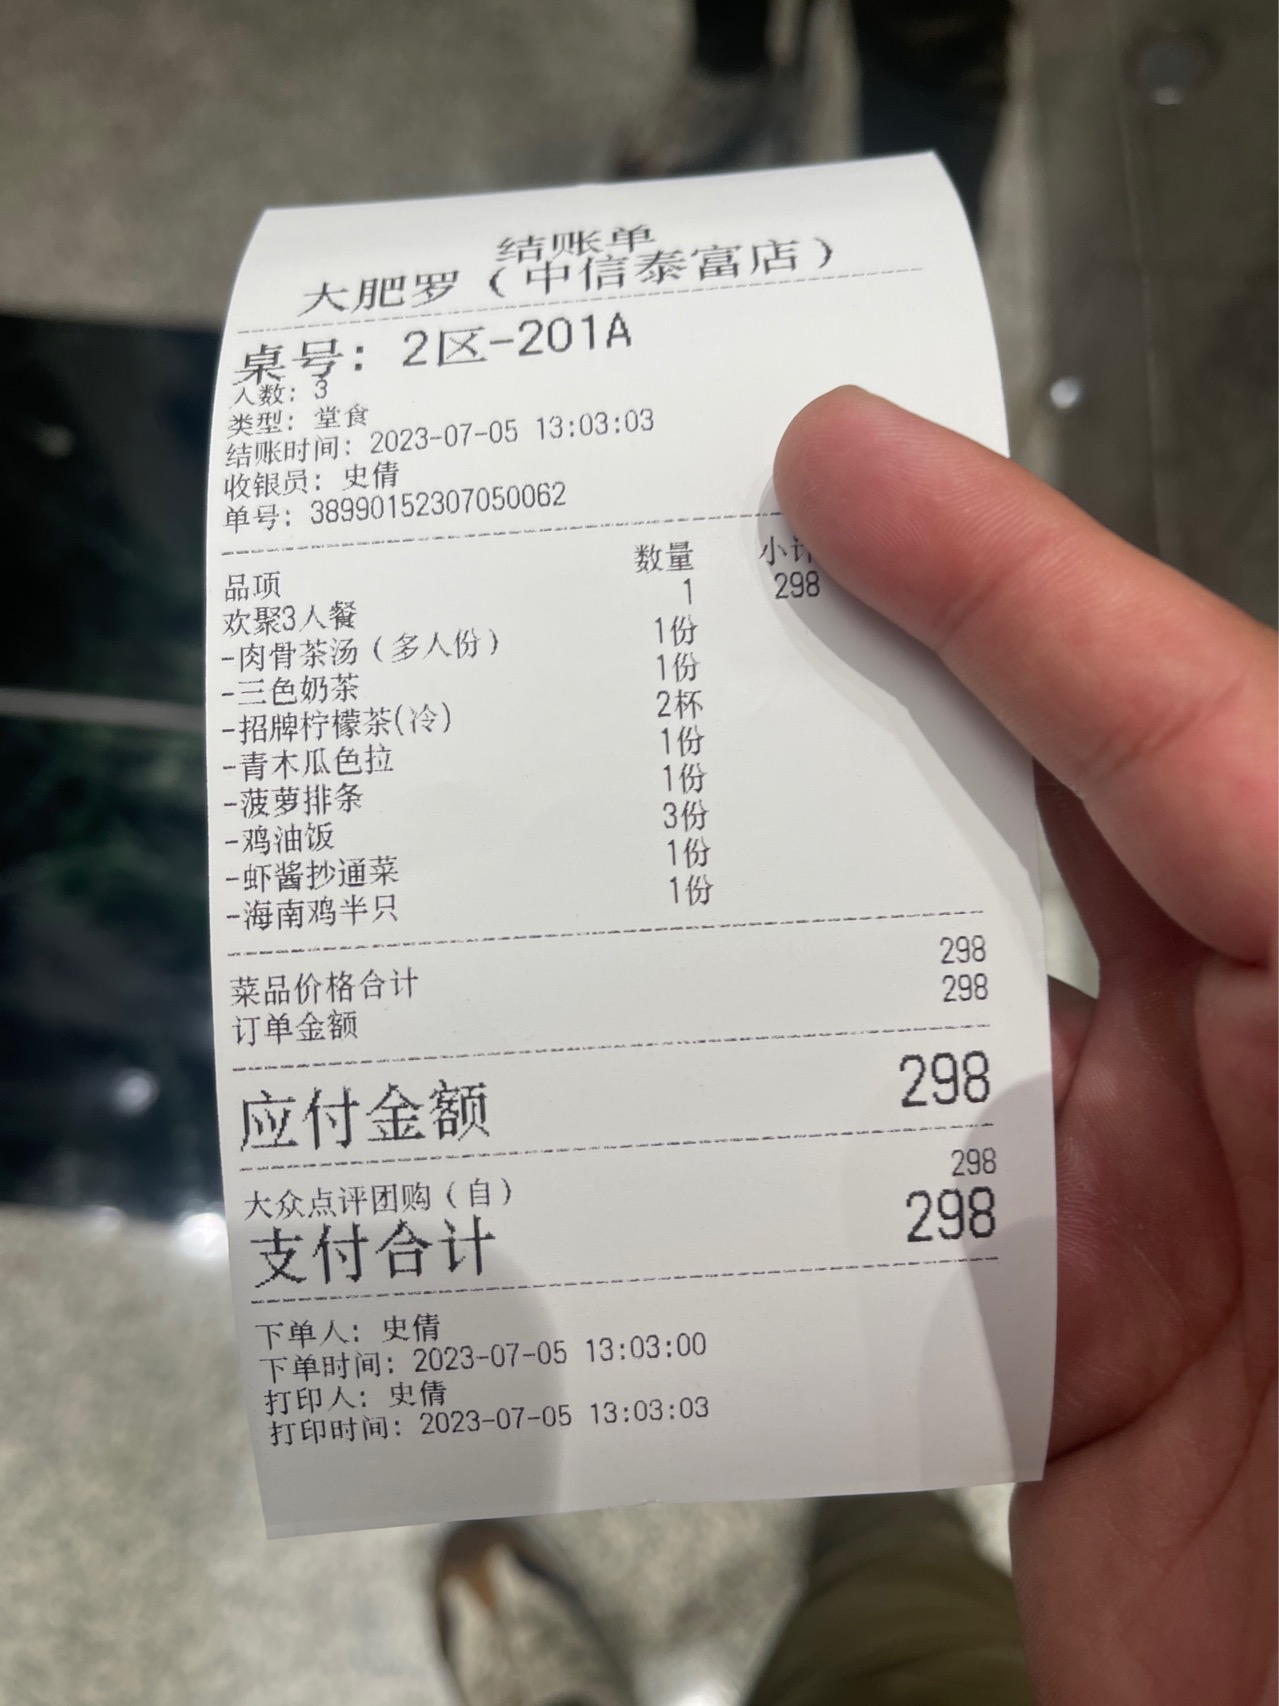 结账单
大肥罗（中信泰富店）
桌号：2区-201A
人数：3
类型：堂食
结账时间：2023-07-05 13:03:03
收银员：史倩
单号：38990152307050062
品项 数量 小计
欢聚3人餐 1 298
-肉骨茶汤（多人份） 1份
-三色奶茶 1份
-招牌柠檬茶(冷) 2杯
-青木瓜色拉 1份
-菠萝排条 1份
-鸡油饭 3份
-虾酱抄通菜 1份
-海南鸡半只 1份
菜品价格合计 298
订单金额 298
应付金额 298
大众点评团购（自） 298
支付合计 298
下单人：史倩
下单时间：2023-07-05 13:03:00
打印人：史倩
打印时间：2023-07-05 13:03:03